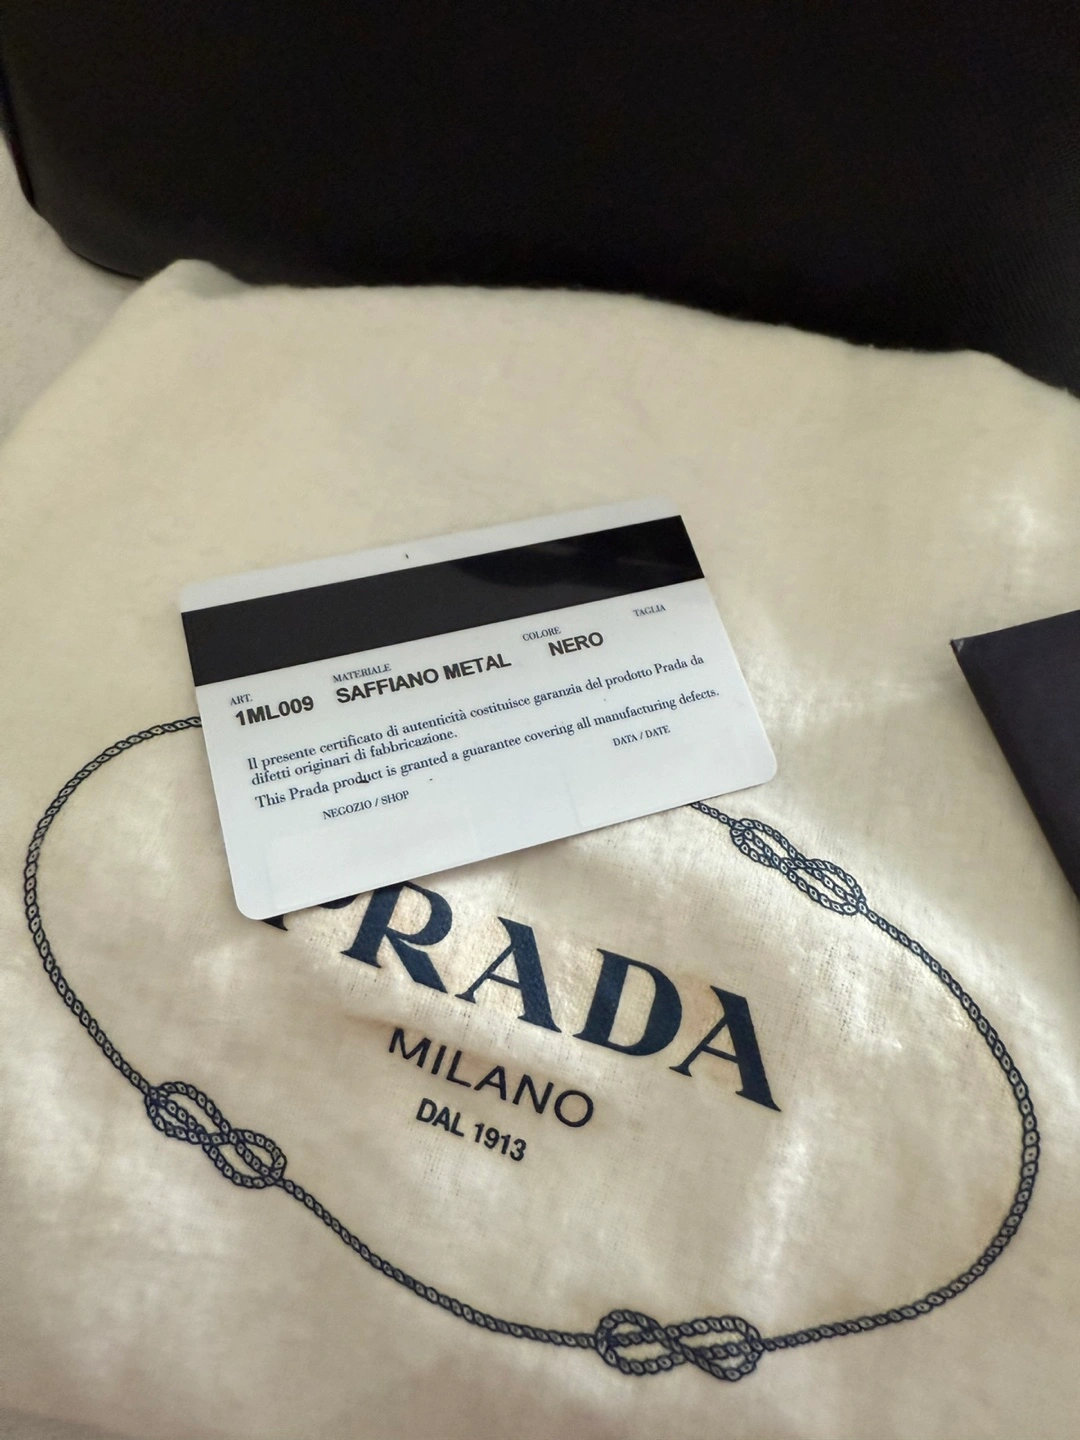 TAGLIA
COLORE
NERO
MATERIALE
SAFFIANO METAL
ART.
1ML009
Il presente certificato di autenticità costituisce garanzia del prodotto Prada da
difetti originari di fabbricazione.
This Prada product is granted a guarantee covering all manufacturing defects.
NEGOZIO / SHOP
DATA / DATE
PRADA
MILANO
DAL 1913